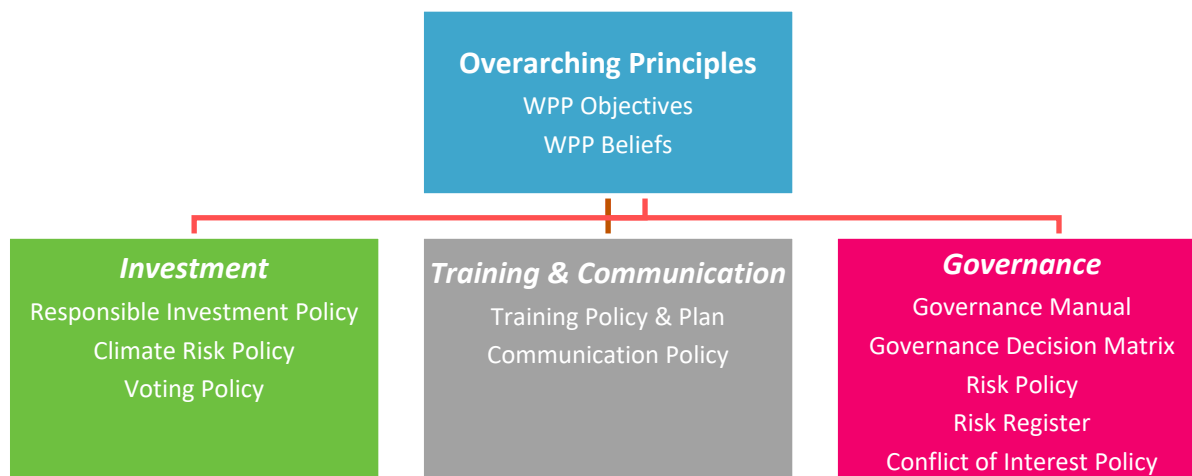 Overarching Principles
WPP Objectives
WPP Beliefs
Investment
Responsible Investment Policy
Climate Risk Policy
Voting Policy
Training & Communication
Training Policy & Plan
Communication Policy
Governance
Governance Manual
Governance Decision Matrix
Risk Policy
Risk Register
Conflict of Interest Policy